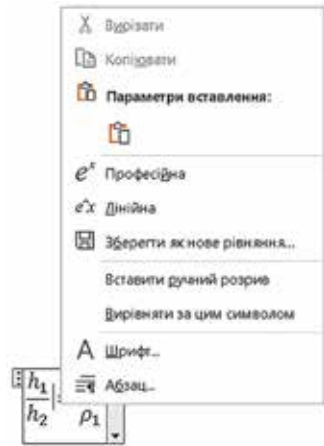 Вирізати
Копіювати
Параметри вставлення:
eˣ Професійна
e^x Лінійна
Зберегти як нове рівняння...
Вставити ручний розрив
Вирівняти за цим символом
A Шрифт...
Абзац...
h₁
h₂ ρ₁